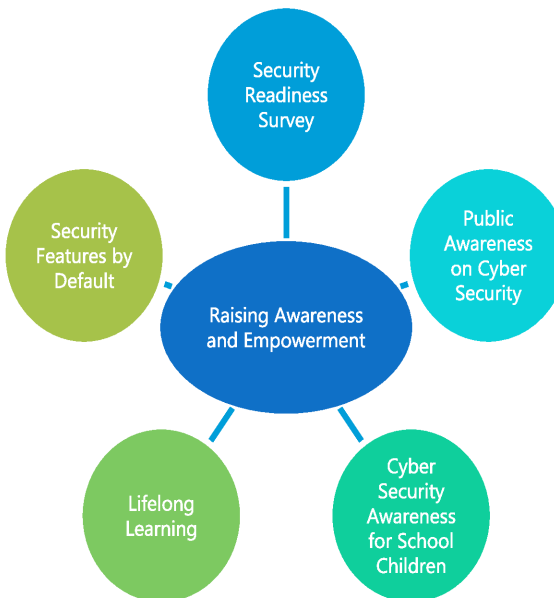 Security
Readiness
Survey
Public
Awareness
on Cyber
Security
Cyber
Security
Awareness
for School
Children
Lifelong
Learning
Security
Features by
Default
Raising Awareness
and Empowerment